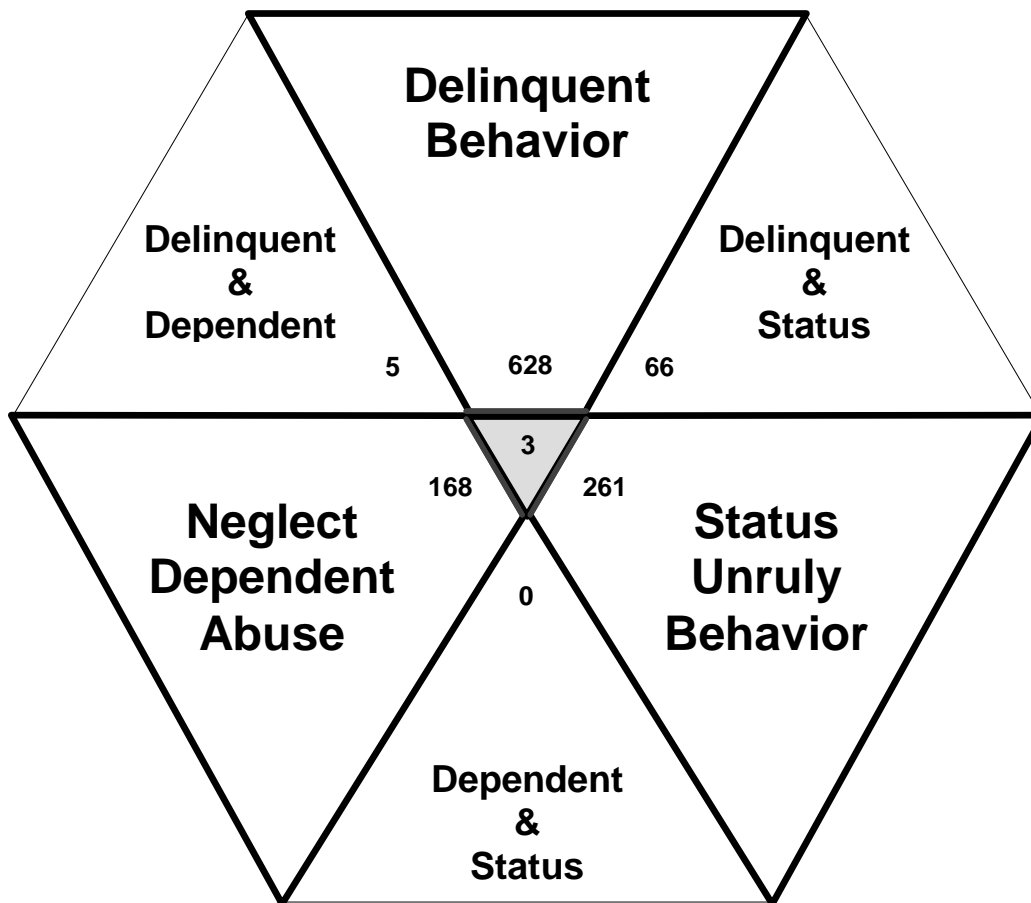 Delinquent
Behavior
Delinquent
&
Dependent
Delinquent
&
Status
5
628
66
3
168
261
Neglect
Dependent
Abuse
Status
Unruly
Behavior
0
Dependent
&
Status